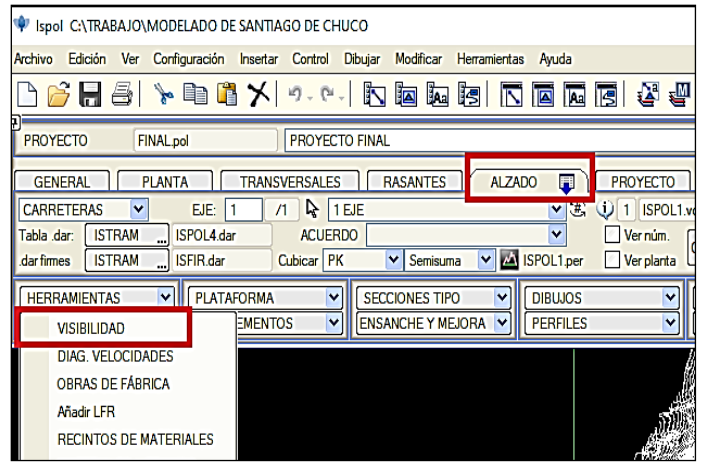 Ispol C:\TRABAJO\MODELADO DE SANTIAGO DE CHUCO
Archivo Edición Ver Configuración Insertar Control Dibujar Modificar Herramientas Ayuda
PROYECTO FINAL.pol PROYECTO FINAL
GENERAL PLANTA TRANSVERSALES RASANTES ALZADO PROYECTO
CARRETERAS EJE: 1 /1 1 EJE 1 ISPOL1.v
Tabla .dar: ISTRAM ... ISPOL4.dar ACUERDO Ver núm.
.dar firmes ISTRAM ... ISFIR.dar Cubicar PK Semisuma ISPOL1.per Ver planta
HERRAMIENTAS PLATAFORMA SECCIONES TIPO DIBUJOS
VISIBILIDAD EMENTOS ENSANCHE Y MEJORA PERFILES
DIAG. VELOCIDADES
OBRAS DE FÁBRICA
Añadir LFR
RECINTOS DE MATERIALES